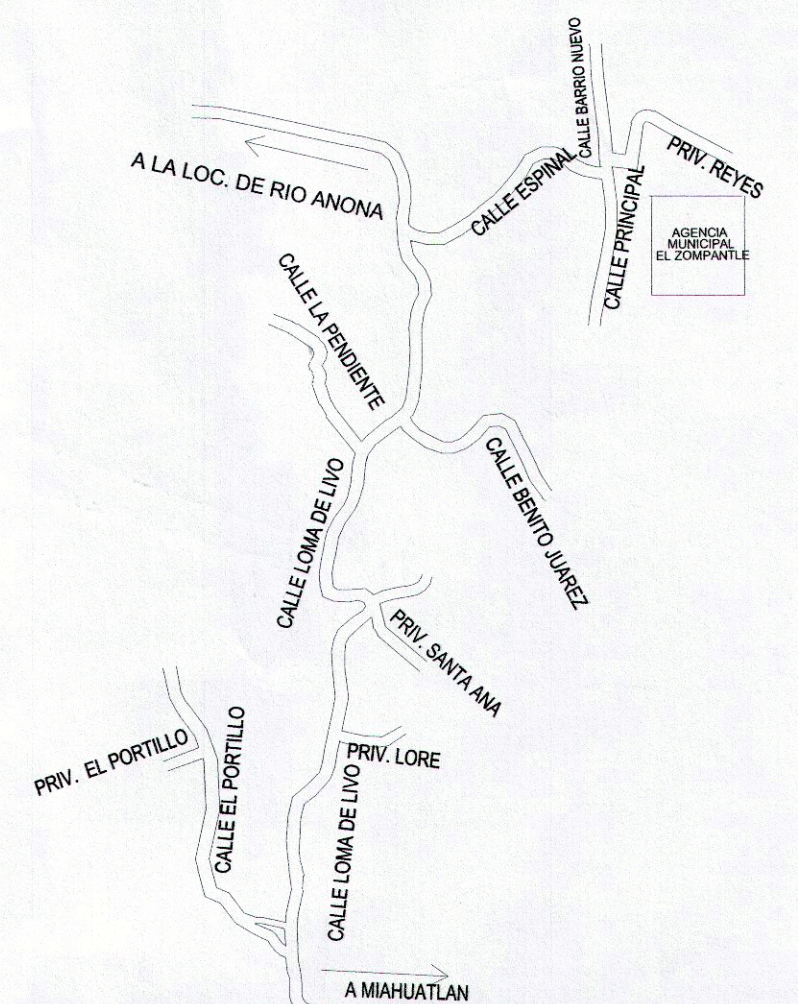 CALLE BARRIO NUEVO
PRIV. REYES
A LA LOC. DE RIO ANONA
CALLE ESPINAL
CALLE PRINCIPAL
AGENCIA
MUNICIPAL
EL ZOMPANTLE
CALLE LA PENDIENTE
CALLE BENITO JUAREZ
CALLE LOMA DE LIVO
PRIV. SANTA ANA
PRIV. EL PORTILLO
CALLE EL PORTILLO
PRIV. LORE
CALLE LOMA DE LIVO
A MIAHUATLAN